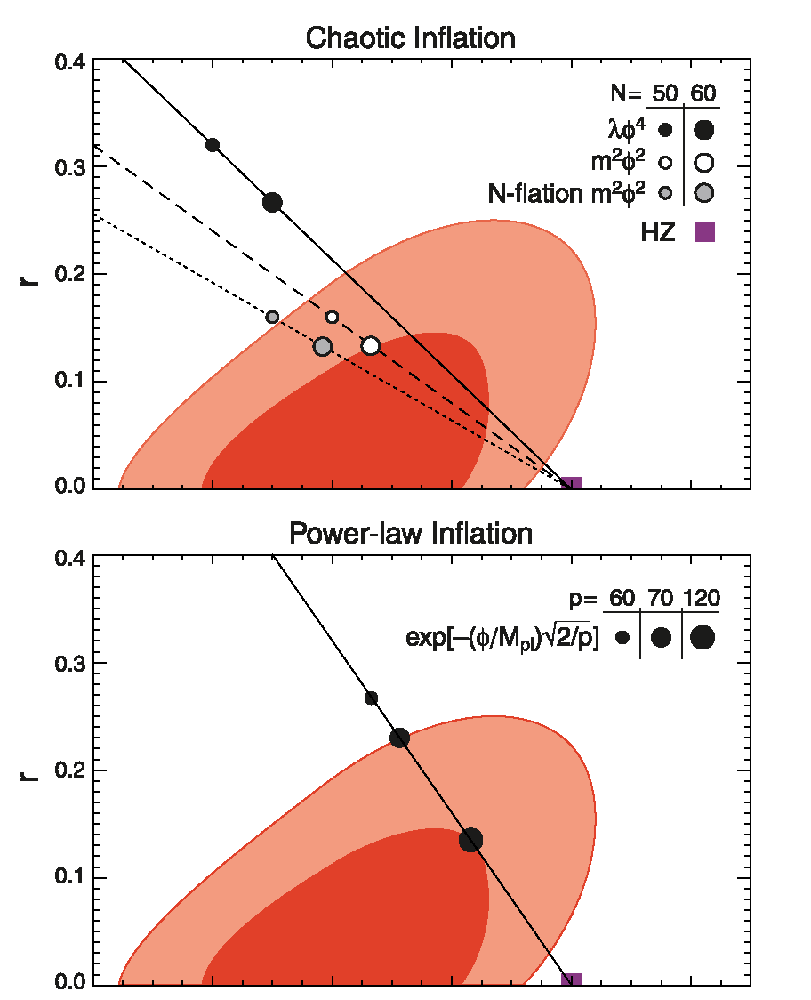 Chaotic Inflation
0.4
N= 50 60
λϕ⁴
m²ϕ²
0.3
N-flation m²ϕ²
HZ
r
0.2
0.1
0.0
Power-law Inflation
0.4
p= 60 70 120
exp[–(ϕ/Mpl)√2/p]
0.3
r
0.2
0.1
0.0